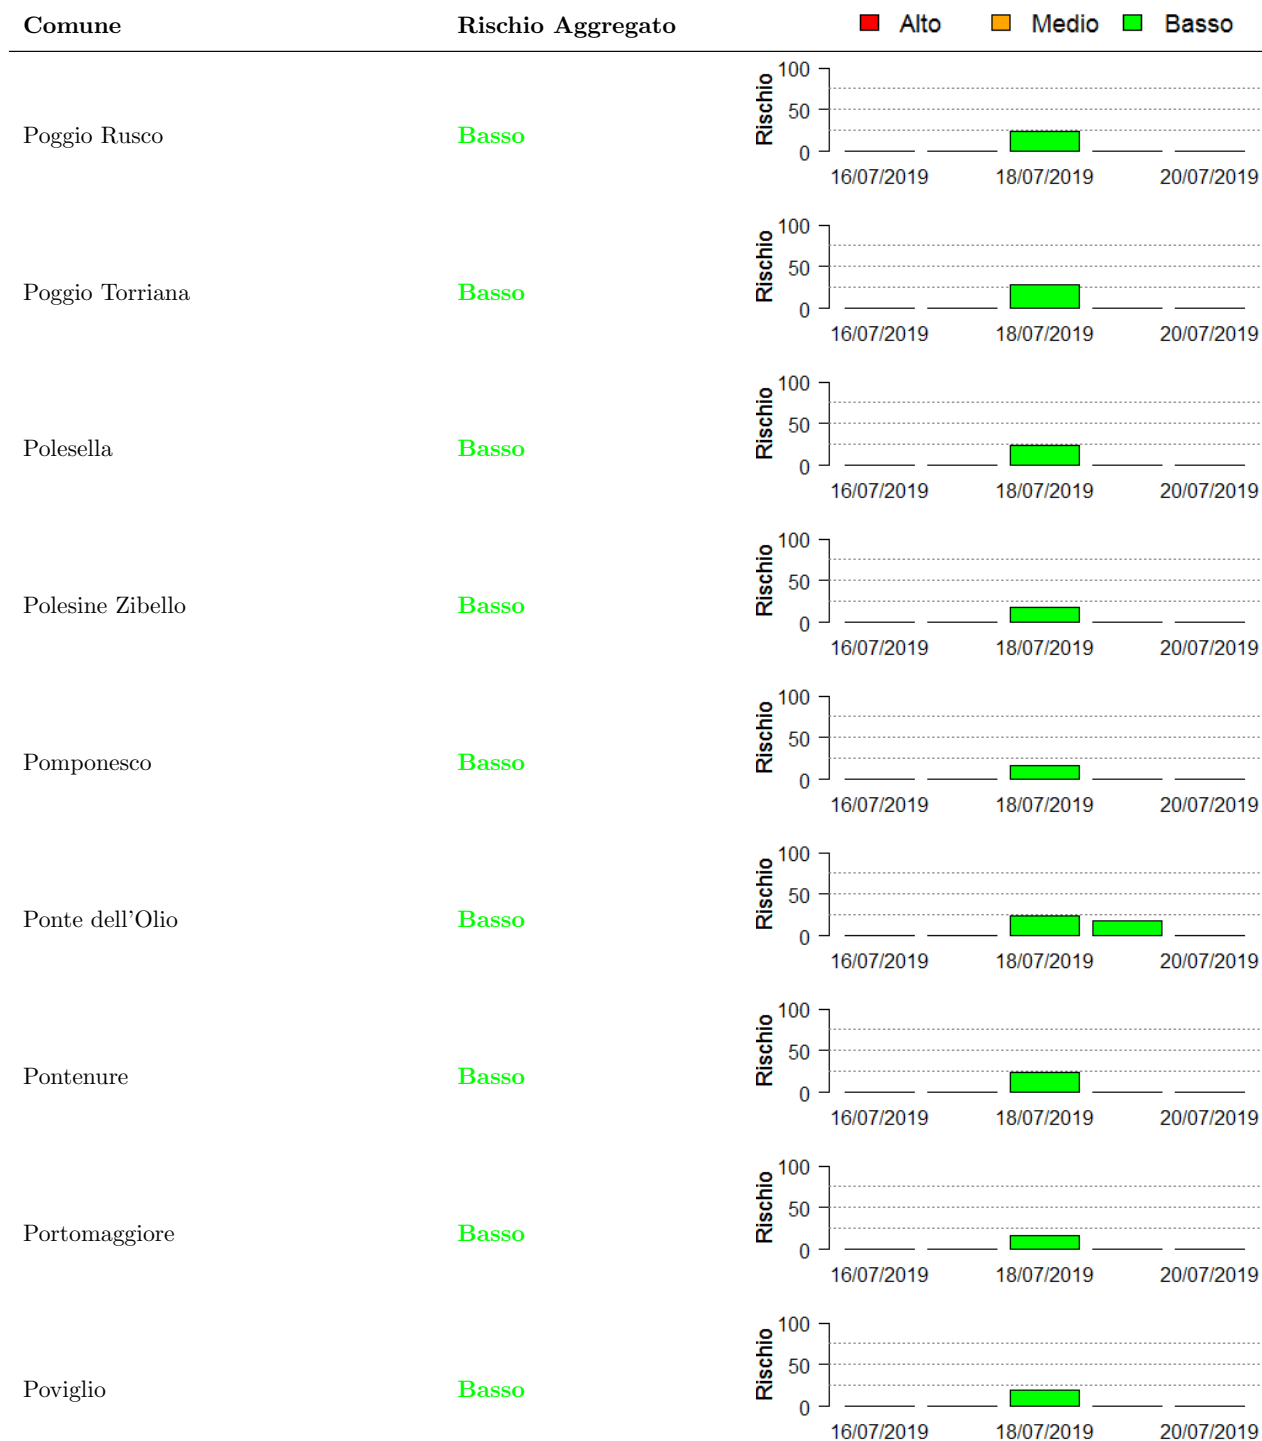 Comune Rischio Aggregato Alto Medio Basso
100
50
0
Rischio
Poggio Rusco Basso
16/07/2019 18/07/2019 20/07/2019
100
50
0
Rischio
Poggio Torriana Basso
16/07/2019 18/07/2019 20/07/2019
100
50
0
Rischio
Polesella Basso
16/07/2019 18/07/2019 20/07/2019
100
50
0
Rischio
Polesine Zibello Basso
16/07/2019 18/07/2019 20/07/2019
100
50
0
Rischio
Pomponesco Basso
16/07/2019 18/07/2019 20/07/2019
100
50
0
Rischio
Ponte dell'Olio Basso
16/07/2019 18/07/2019 20/07/2019
100
50
0
Rischio
Pontenure Basso
16/07/2019 18/07/2019 20/07/2019
100
50
0
Rischio
Portomaggiore Basso
16/07/2019 18/07/2019 20/07/2019
100
50
0
Rischio
Poviglio Basso
16/07/2019 18/07/2019 20/07/2019